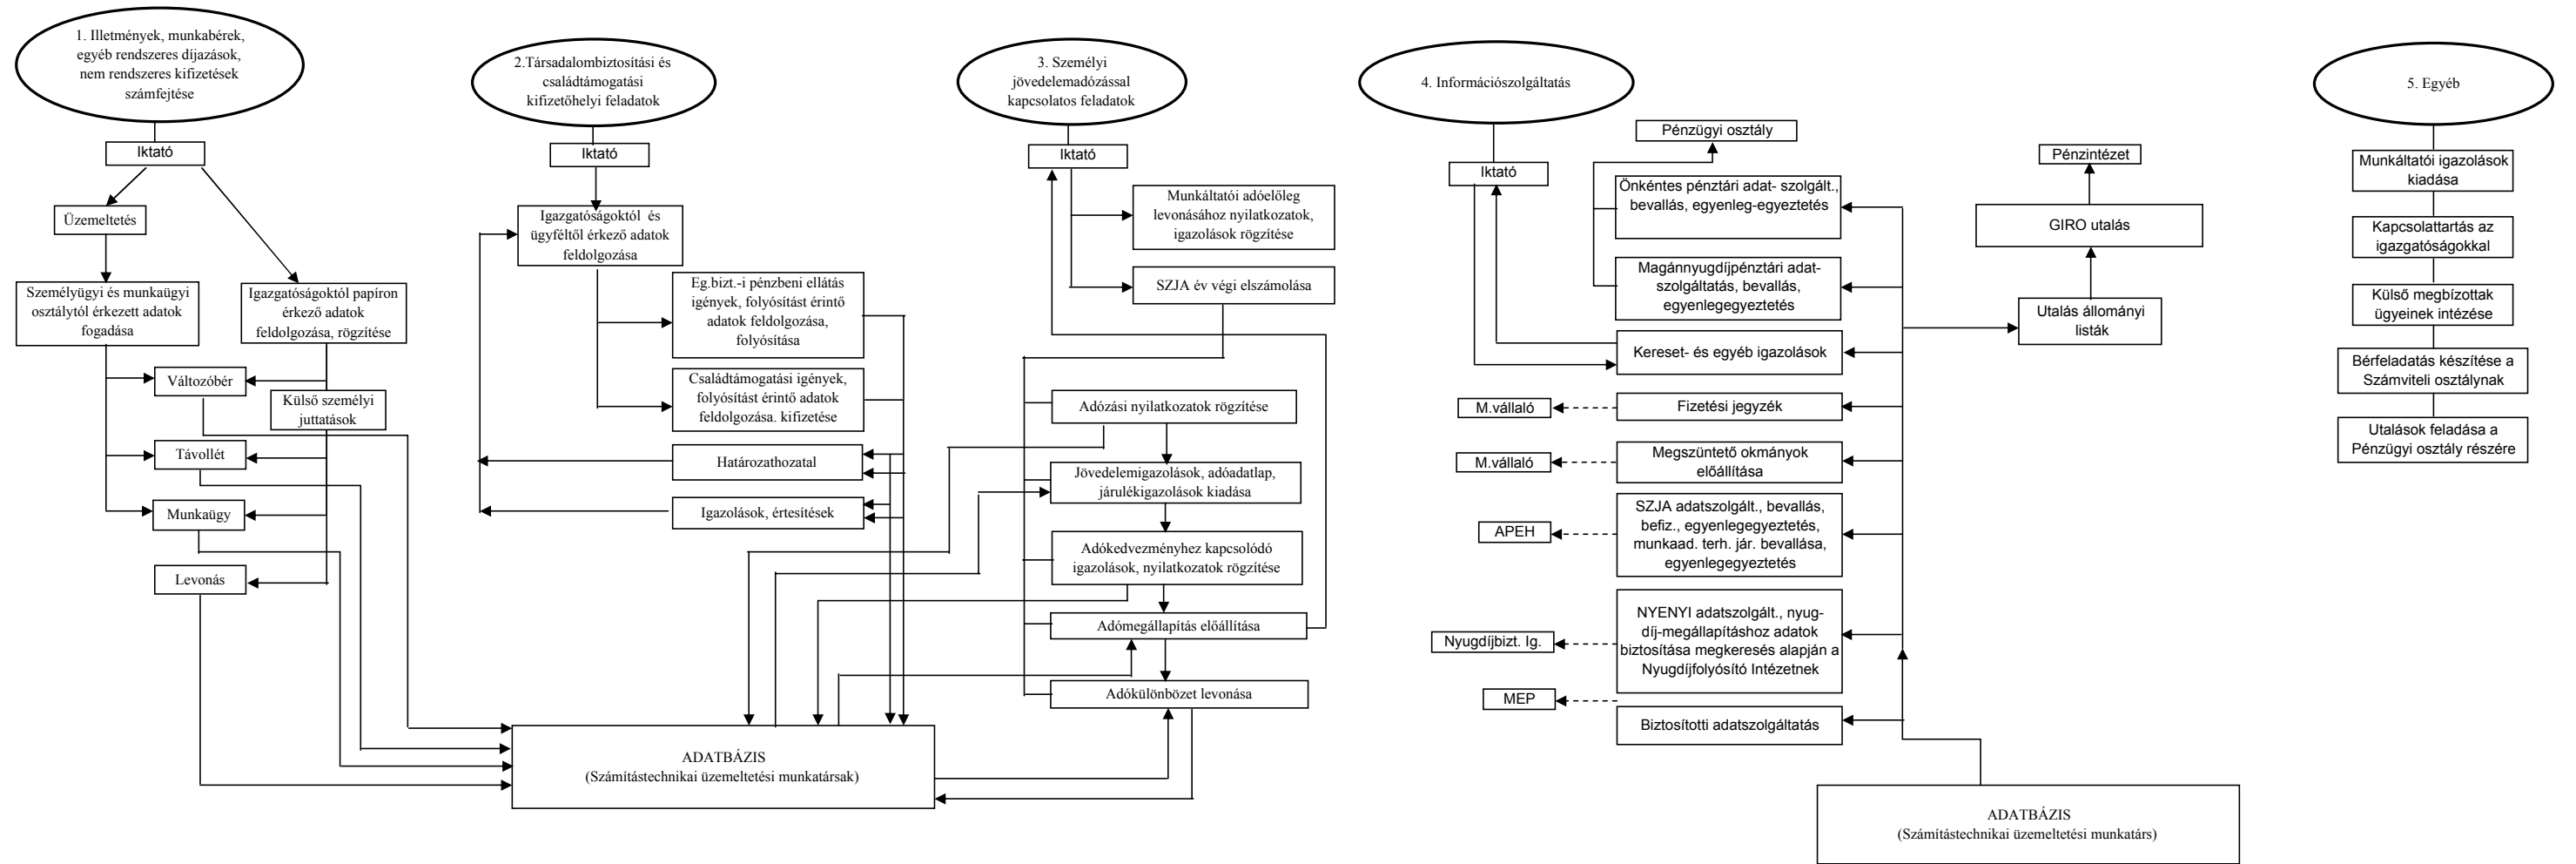 1. Illetmények, munkabérek,
egyéb rendszeres díjazások,
nem rendszeres kifizetések
számfejtése
Iktató
Üzemeltetés
Személyügyi és munkaügyi
osztálytól érkezett adatok
fogadása
Igazgatóságoktól papíron
érkező adatok
feldolgozása, rögzítése
Változóbér
Külső személyi
juttatások
Távollét
Munkaügy
Levonás
2.Társadalombiztosítási és
családtámogatási
kifizetőhelyi feladatok
Iktató
Igazgatóságoktól és
ügyféltől érkező adatok
feldolgozása
Eg.bizt.-i pénzbeni ellátás
igények, folyósítást érintő
adatok feldolgozása,
folyósítása
Családtámogatási igények,
folyósítást érintő adatok
feldolgozása. kifizetése
Határozathozatal
Igazolások, értesítések
3. Személyi
jövedelemadózással
kapcsolatos feladatok
Iktató
Munkáltatói adóelőleg
levonásához nyilatkozatok,
igazolások rögzítése
SZJA év végi elszámolása
Adózási nyilatkozatok rögzítése
Jövedelemigazolások, adóadatlap,
járulékigazolások kiadása
Adókedvezményhez kapcsolódó
igazolások, nyilatkozatok rögzítése
Adómegállapítás előállítása
Adókülönbözet levonása
ADATBÁZIS
(Számítástechnikai üzemeltetési munkatársak)
4. Információszolgáltatás
Iktató
Pénzügyi osztály
Önkéntes pénztári adat- szolgált.,
bevallás, egyenleg-egyeztetés
Magánnyugdíjpénztári adat-
szolgáltatás, bevallás,
egyenlegegyeztetés
Kereset- és egyéb igazolások
M.vállaló
Fizetési jegyzék
M.vállaló
Megszüntető okmányok
előállítása
APEH
SZJA adatszolgált., bevallás,
befiz., egyenlegegyeztetés,
munkaad. terh. jár. bevallása,
egyenlegegyeztetés
Nyugdíjbizt. Ig.
NYENYI adatszolgált., nyug-
díj-megállapításhoz adatok
biztosítása megkeresés alapján a
Nyugdíjfolyósító Intézetnek
MEP
Biztosítotti adatszolgáltatás
Pénzintézet
GIRO utalás
Utalás állományi
listák
ADATBÁZIS
(Számítástechnikai üzemeltetési munkatárs)
5. Egyéb
Munkáltatói igazolások
kiadása
Kapcsolattartás az
igazgatóságokkal
Külső megbízottak
ügyeinek intézése
Bérfeladatás készítése a
Számviteli osztálynak
Utalások feladása a
Pénzügyi osztály részére